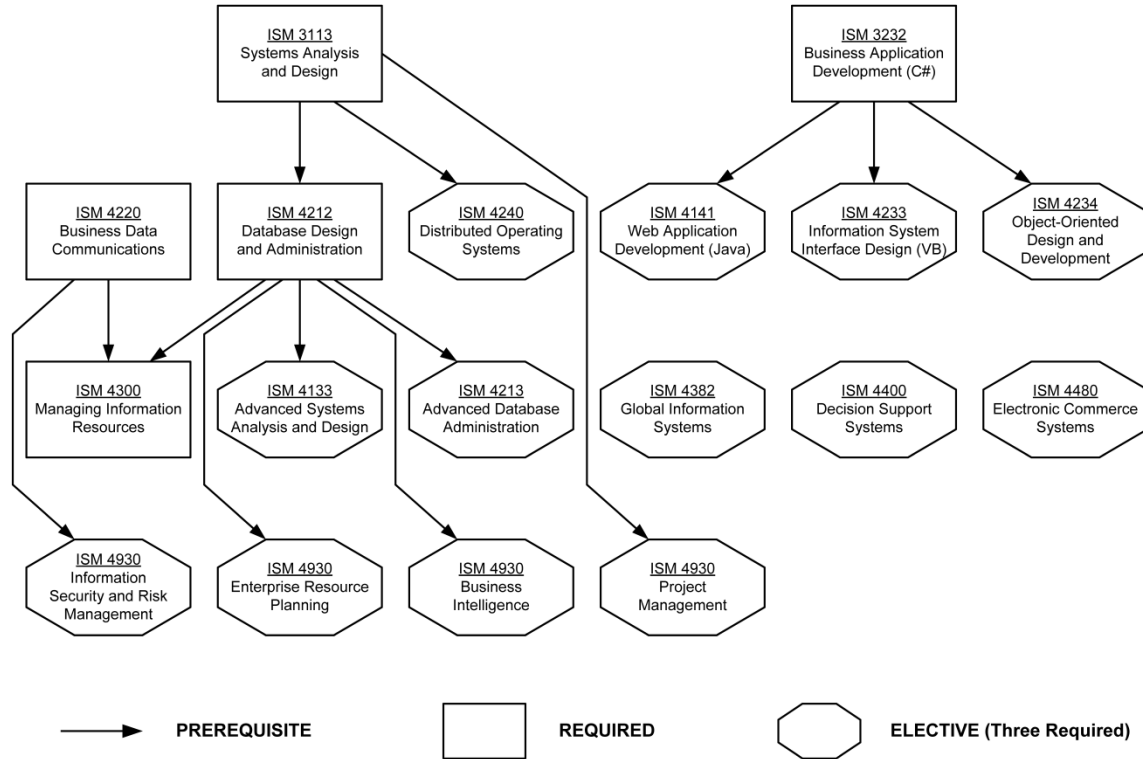 ISM 3113
Systems Analysis
and Design
ISM 3232
Business Application
Development (C#)
ISM 4220
Business Data
Communications
ISM 4212
Database Design
and Administration
ISM 4240
Distributed Operating
Systems
ISM 4141
Web Application
Development (Java)
ISM 4233
Information System
Interface Design (VB)
ISM 4234
Object-Oriented
Design and
Development
ISM 4300
Managing Information
Resources
ISM 4133
Advanced Systems
Analysis and Design
ISM 4213
Advanced Database
Administration
ISM 4382
Global Information
Systems
ISM 4400
Decision Support
Systems
ISM 4480
Electronic Commerce
Systems
ISM 4930
Information
Security and Risk
Management
ISM 4930
Enterprise Resource
Planning
ISM 4930
Business
Intelligence
ISM 4930
Project
Management
PREREQUISITE
REQUIRED
ELECTIVE (Three Required)